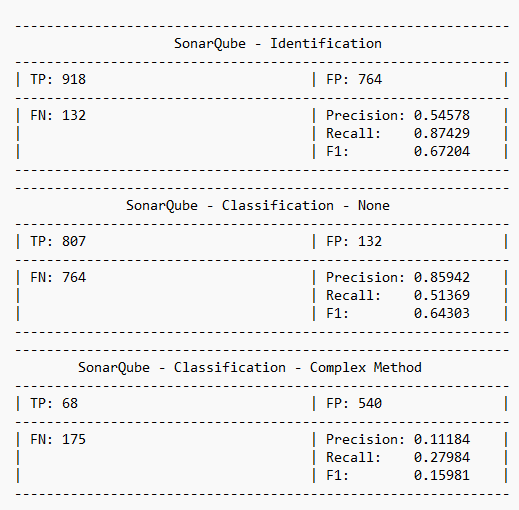 ---------------------------------------------------------------
SonarQube - Identification
---------------------------------------------------------------
| TP: 918 | FP: 764 |
---------------------------------------------------------------
| FN: 132 | Precision: 0.54578 |
| | Recall: 0.87429 |
| | F1: 0.67204 |
---------------------------------------------------------------
---------------------------------------------------------------
SonarQube - Classification - None
---------------------------------------------------------------
| TP: 807 | FP: 132 |
---------------------------------------------------------------
| FN: 764 | Precision: 0.85942 |
| | Recall: 0.51369 |
| | F1: 0.64303 |
---------------------------------------------------------------
---------------------------------------------------------------
SonarQube - Classification - Complex Method
---------------------------------------------------------------
| TP: 68 | FP: 540 |
---------------------------------------------------------------
| FN: 175 | Precision: 0.11184 |
| | Recall: 0.27984 |
| | F1: 0.15981 |
---------------------------------------------------------------